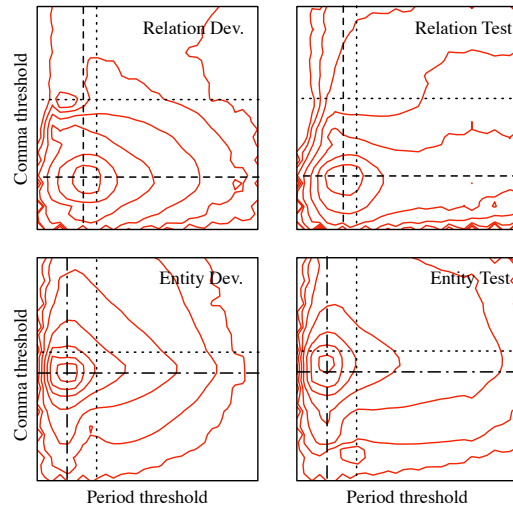 Relation Dev.
Relation Test
Comma threshold
Entity Dev.
Entity Test
Comma threshold
Period threshold
Period threshold